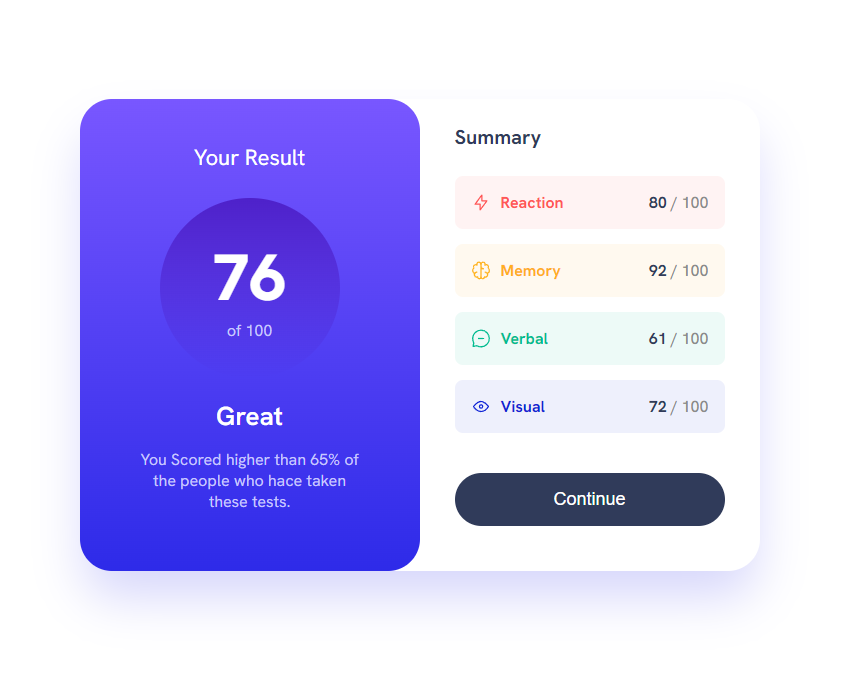 Your Result
76
of 100
Great
You Scored higher than 65% of
the people who hace taken
these tests.
Summary
Reaction 80 / 100
Memory 92 / 100
Verbal 61 / 100
Visual 72 / 100
Continue